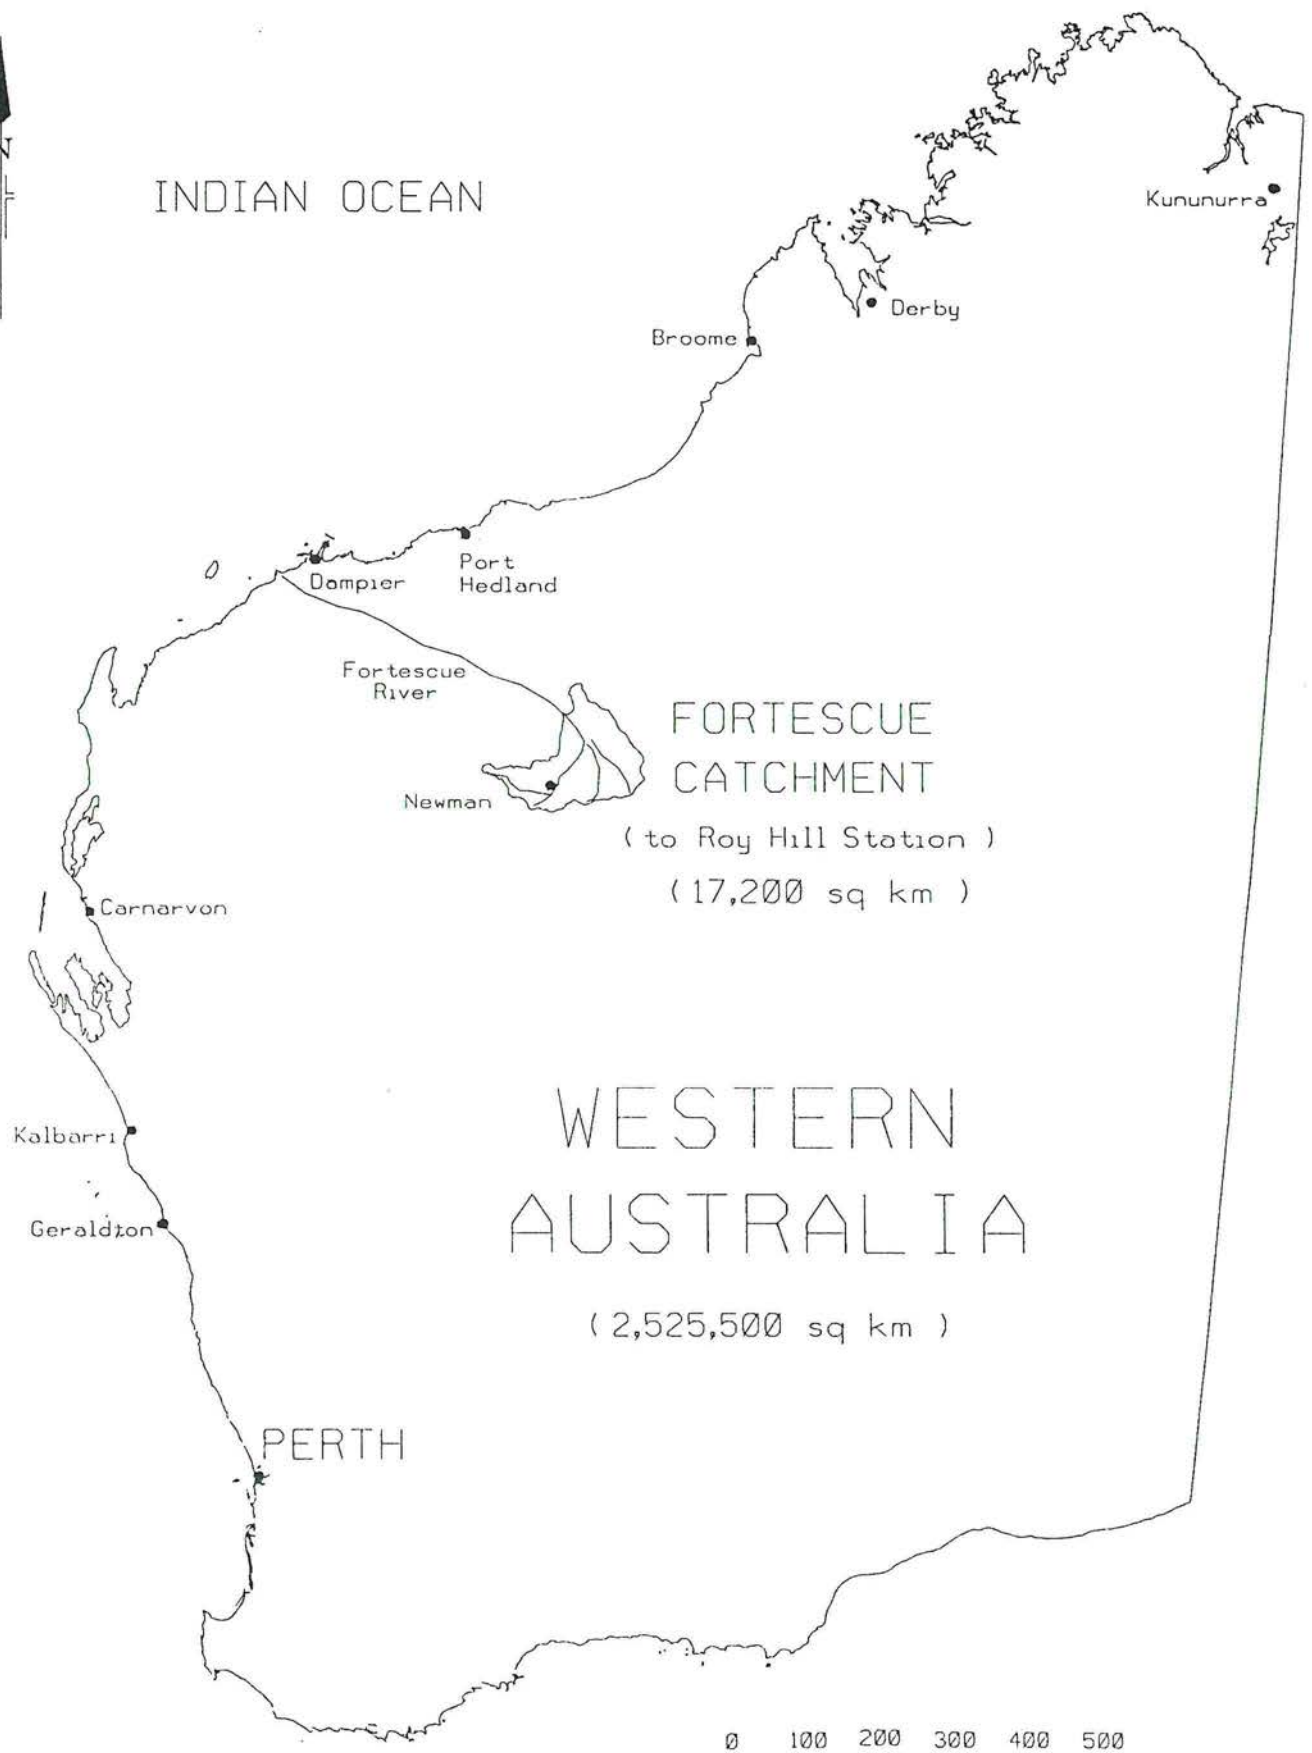 N
INDIAN OCEAN
Kununurra
Derby
Broome
Port
Hedland
Dampier
Fortescue
River
FORTESCUE
CATCHMENT
Newman
( to Roy Hill Station )
( 17,200 sq km )
Carnarvon
WESTERN
Kalbarri
AUSTRALIA
Geraldton
( 2,525,500 sq km )
PERTH
0 100 200 300 400 500